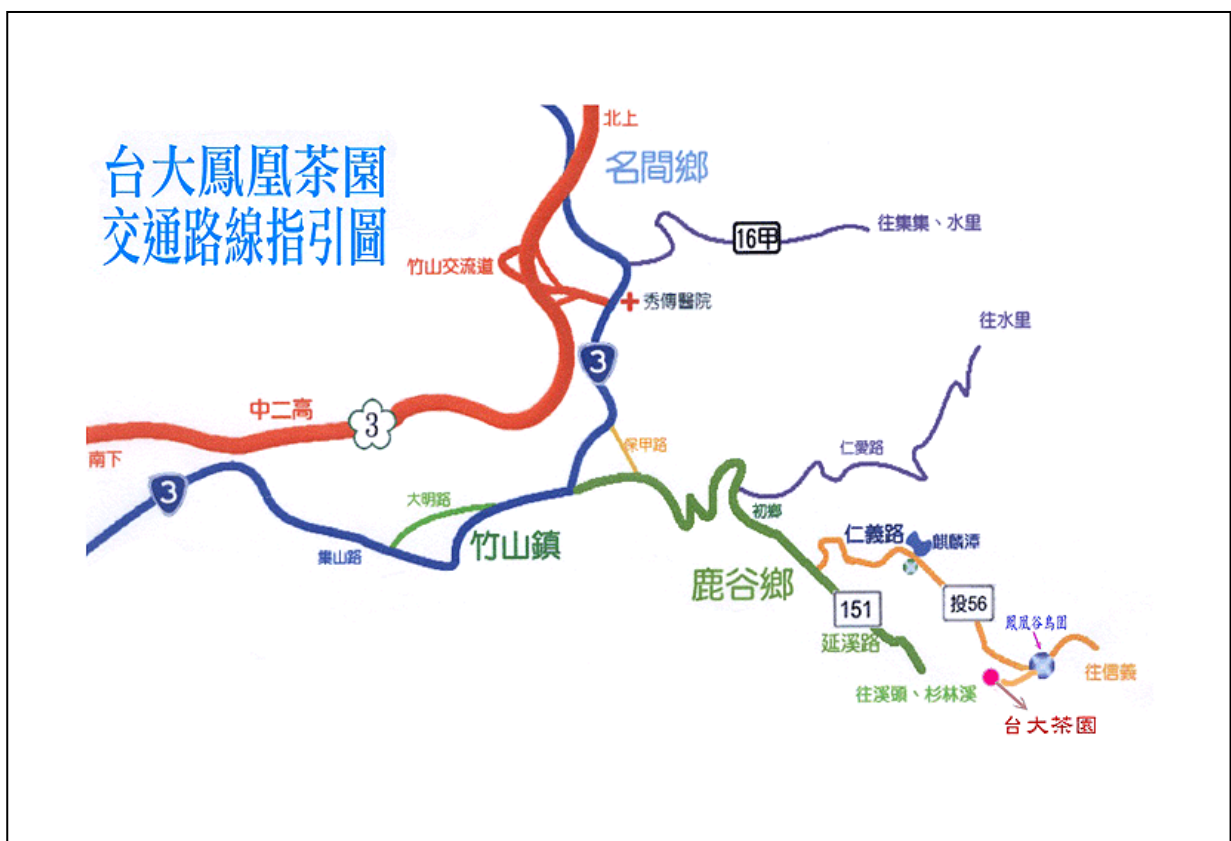 台大鳳凰茶園
交通路線指引圖
北上
名間鄉
16甲
往集集、水里
竹山交流道
秀傳醫院
往水里
3
中二高
3
南下
保甲路
仁愛路
3
大明路
初鄉
集山路
竹山鎮
仁義路
麒麟潭
鹿谷鄉
151
投56
鳳凰谷鳥園
延溪路
往信義
往溪頭、杉林溪
台大茶園